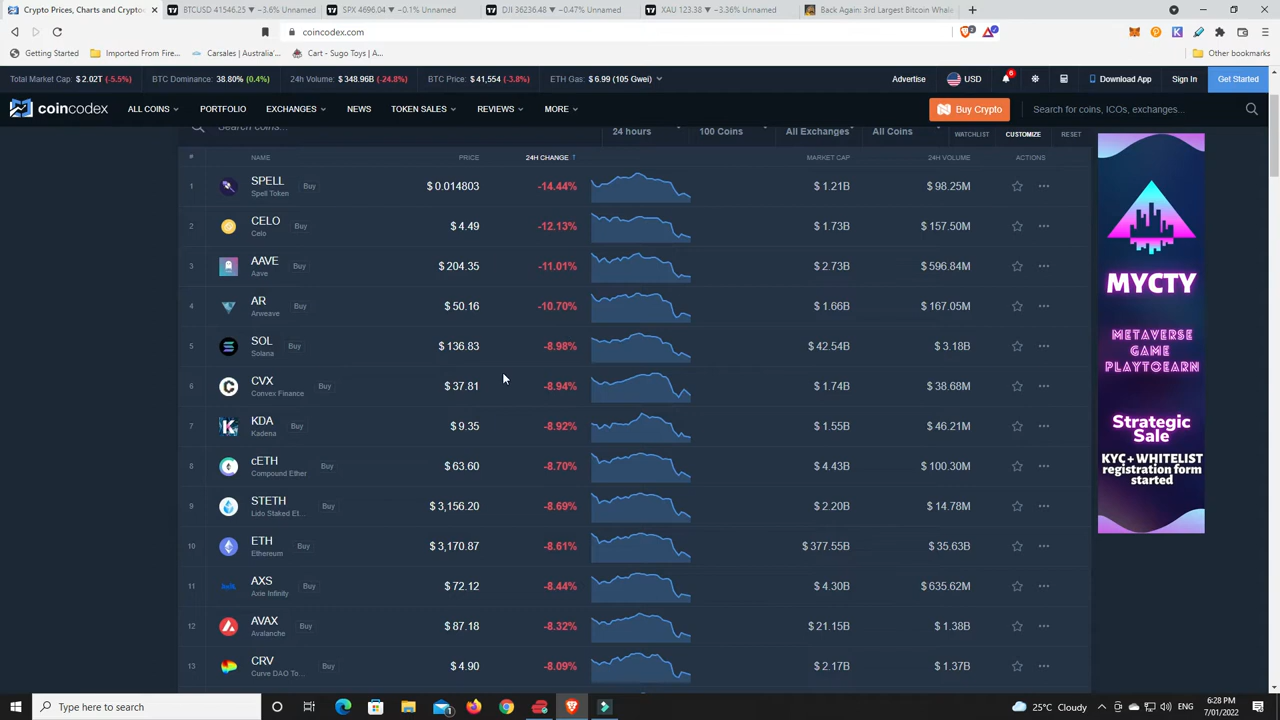 Crypto Prices, Charts and Crypto
BTCUSD 41546.25 ▼ −3.6% Unnamed
SPX 4696.04 ▼ −0.1% Unnamed
DJI 36236.48 ▼ −0.47% Unnamed
XAU 123.38 ▼ −3.36% Unnamed
Back Again: 3rd Largest Bitcoin Whale
coincodex.com
Getting Started
Imported From Fire...
Carsales | Australia'...
Cart - Sugo Toys | A...
Other bookmarks
Total Market Cap: $ 2.02T (-5.5%)
BTC Dominance: 38.80% (0.4%)
24h Volume: $ 348.96B (-24.8%)
BTC Price: $ 41,554 (-3.8%)
ETH Gas: $ 6.99 (105 Gwei)
Advertise
USD
6
Download App
Sign In
Get Started
coincodex
ALL COINS
PORTFOLIO
EXCHANGES
NEWS
TOKEN SALES
REVIEWS
MORE
Buy Crypto
Search for coins, ICOs, exchanges...
Search coins...
24 hours
100 Coins
All Exchanges
All Coins
WATCHLIST
CUSTOMIZE
RESET
# NAME PRICE 24H CHANGE ↑ MARKET CAP 24H VOLUME ACTIONS
1 SPELL Buy $ 0.014803 -14.44% $ 1.21B $ 98.25M
Spell Token
2 CELO Buy $ 4.49 -12.13% $ 1.73B $ 157.50M
Celo
3 AAVE Buy $ 204.35 -11.01% $ 2.73B $ 596.84M
Aave
4 AR Buy $ 50.16 -10.70% $ 1.66B $ 167.05M
Arweave
5 SOL Buy $ 136.83 -8.98% $ 42.54B $ 3.18B
Solana
6 CVX Buy $ 37.81 -8.94% $ 1.74B $ 38.68M
Convex Finance
7 KDA Buy $ 9.35 -8.92% $ 1.55B $ 46.21M
Kadena
8 cETH Buy $ 63.60 -8.70% $ 4.43B $ 100.30M
Compound Ether
9 STETH Buy $ 3,156.20 -8.69% $ 2.20B $ 14.78M
Lido Staked Et...
10 ETH Buy $ 3,170.87 -8.61% $ 377.55B $ 35.63B
Ethereum
11 AXS Buy $ 72.12 -8.44% $ 4.30B $ 635.62M
Axie Infinity
12 AVAX Buy $ 87.18 -8.32% $ 21.15B $ 1.38B
Avalanche
13 CRV Buy $ 4.90 -8.09% $ 2.17B $ 1.37B
Curve DAO To...
MYCTY
METAVERSE
GAME
PLAYTOEARN
Strategic
Sale
KYC + WHITELIST
registration form
started
Type here to search
25°C Cloudy
ENG
6:28 PM
7/01/2022